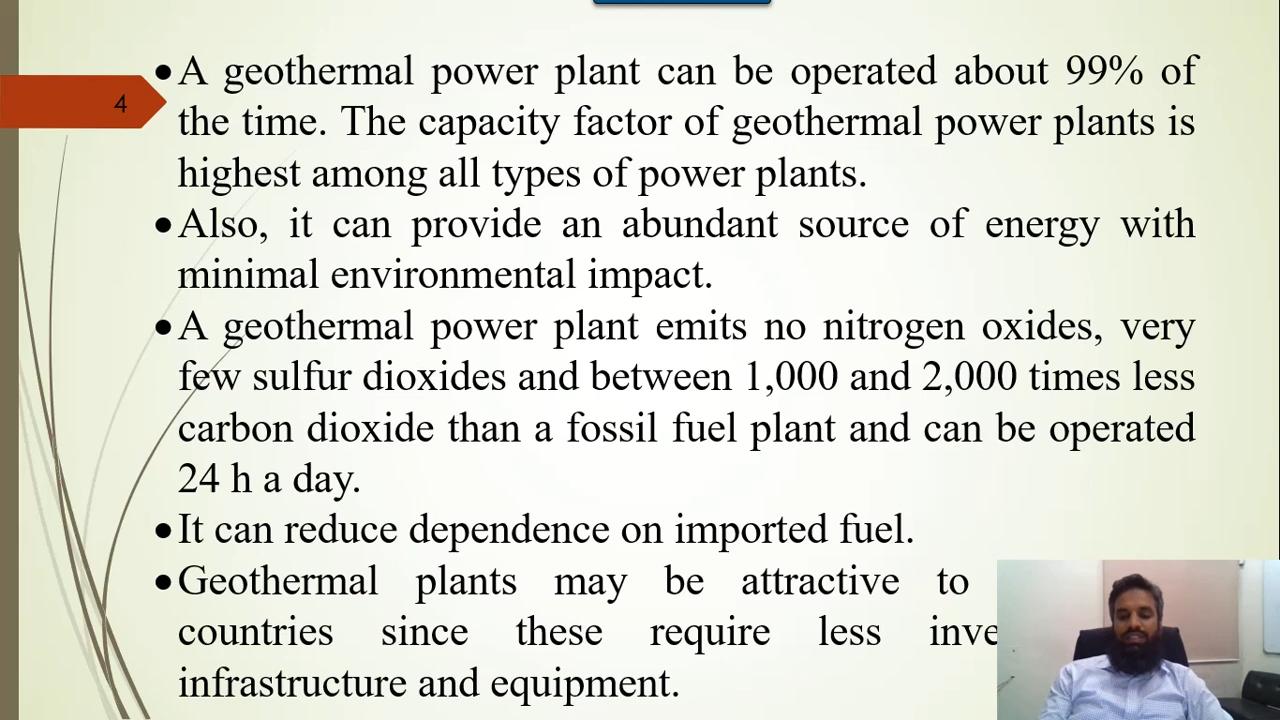 4
• A geothermal power plant can be operated about 99% of
the time. The capacity factor of geothermal power plants is
highest among all types of power plants.
• Also, it can provide an abundant source of energy with
minimal environmental impact.
• A geothermal power plant emits no nitrogen oxides, very
few sulfur dioxides and between 1,000 and 2,000 times less
carbon dioxide than a fossil fuel plant and can be operated
24 h a day.
• It can reduce dependence on imported fuel.
• Geothermal plants may be attractive to
countries since these require less
infrastructure and equipment.